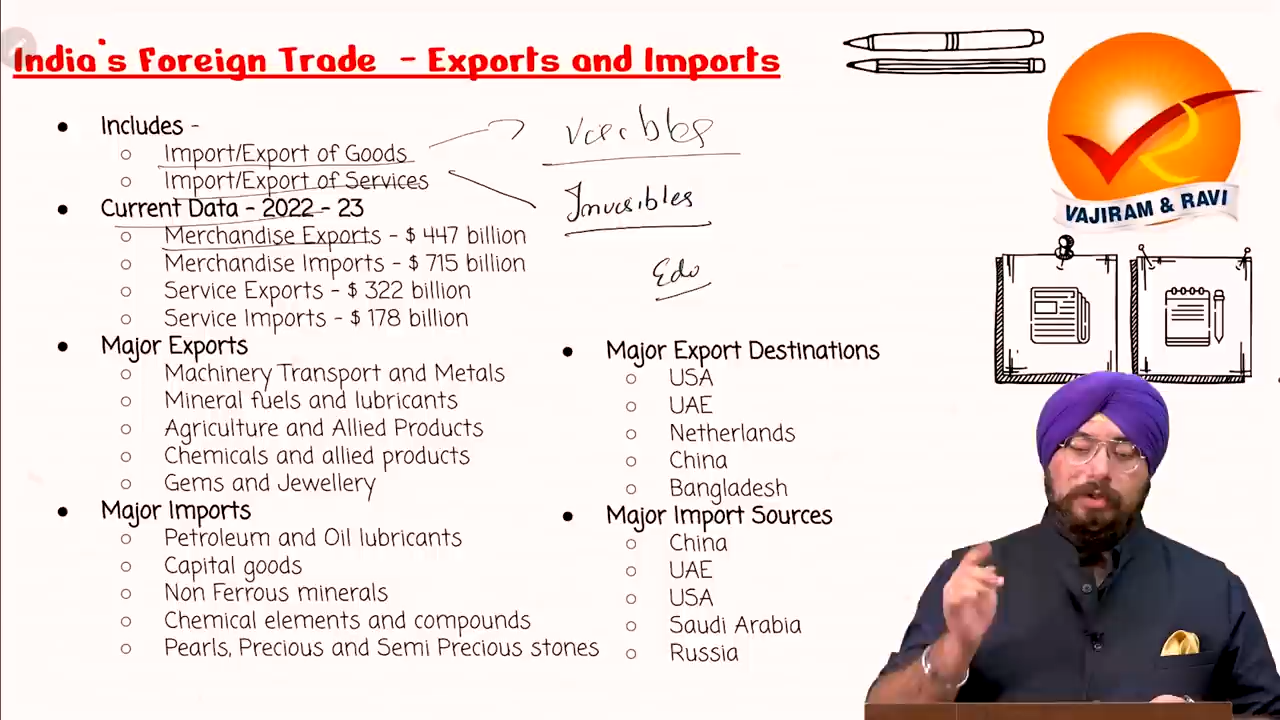 India's Foreign Trade - Exports and Imports
VAJIRAM & RAVI
Includes -
Import/Export of Goods
Import/Export of Services
Visibles
Invisibles
Edu
Current Data - 2022 - 23
Merchandise Exports - $ 447 billion
Merchandise Imports - $ 715 billion
Service Exports - $ 322 billion
Service Imports - $ 178 billion
Major Exports
Machinery Transport and Metals
Mineral fuels and lubricants
Agriculture and Allied Products
Chemicals and allied products
Gems and Jewellery
Major Imports
Petroleum and Oil lubricants
Capital goods
Non Ferrous minerals
Chemical elements and compounds
Pearls, Precious and Semi Precious stones
Major Export Destinations
USA
UAE
Netherlands
China
Bangladesh
Major Import Sources
China
UAE
USA
Saudi Arabia
Russia